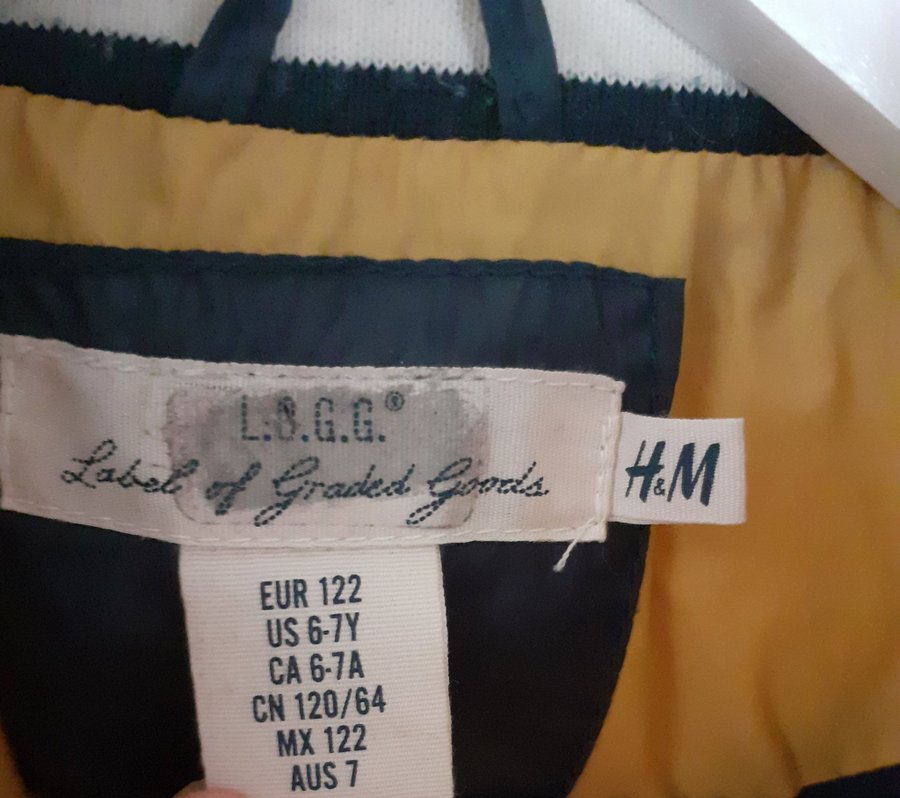 L.O.G.G.®
Label of Graded Goods
H&M
EUR 122
US 6-7Y
CA 6-7A
CN 120/64
MX 122
AUS 7